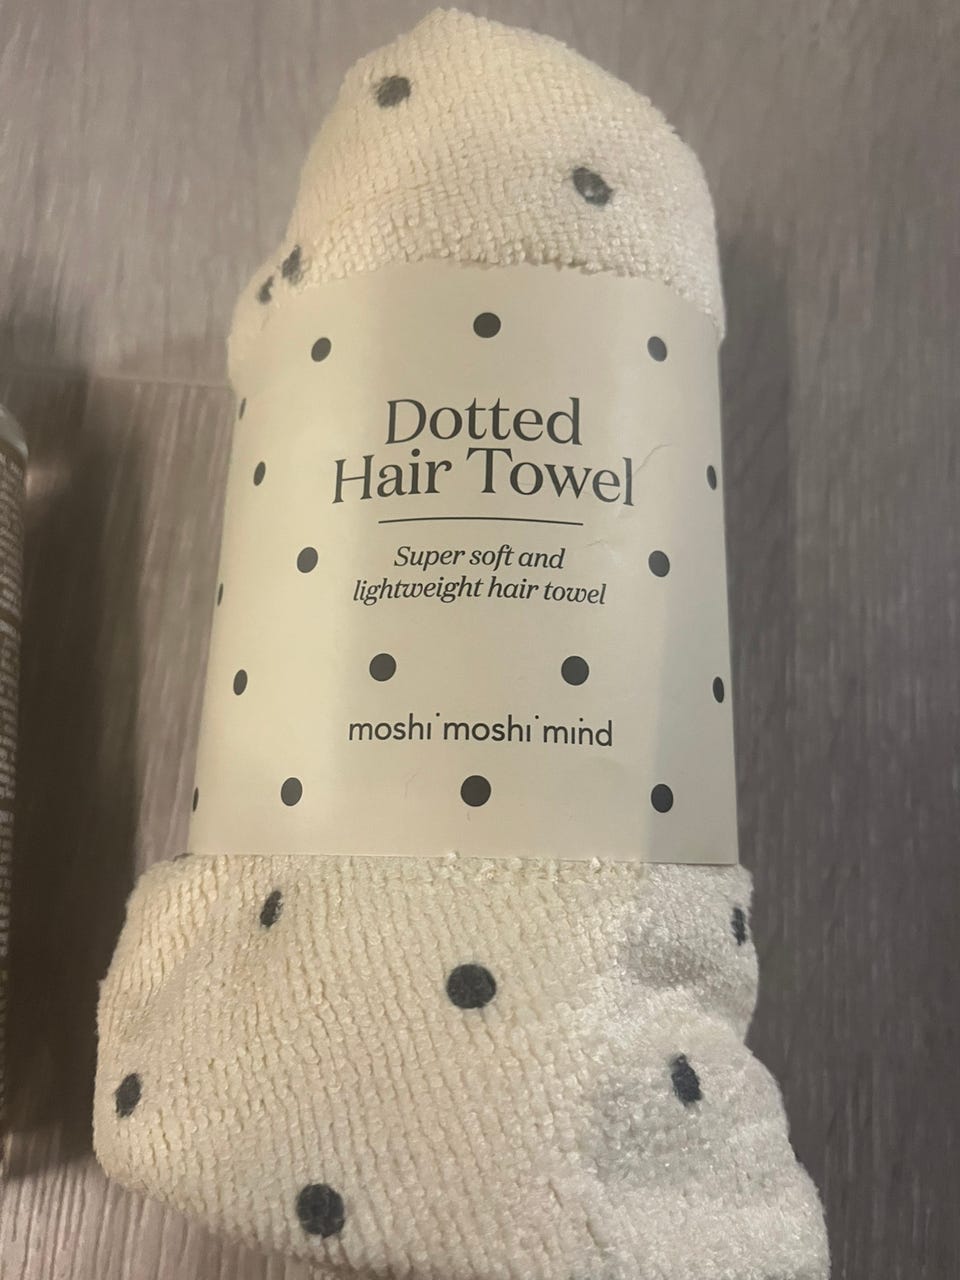 Dotted
Hair Towel
Super soft and
lightweight hair towel
moshi moshi mind